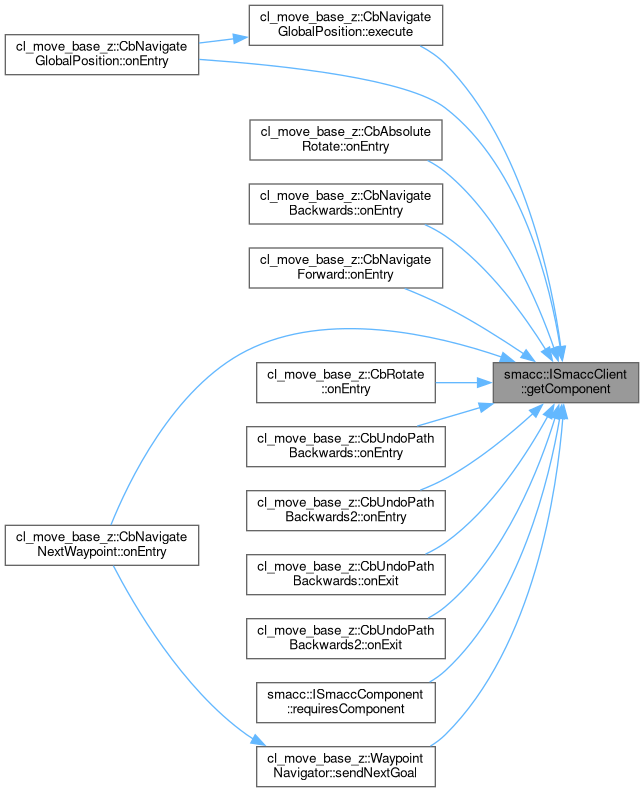 cl_move_base_z::CbNavigate
GlobalPosition::execute
cl_move_base_z::CbNavigate
GlobalPosition::onEntry
cl_move_base_z::CbAbsolute
Rotate::onEntry
cl_move_base_z::CbNavigate
Backwards::onEntry
cl_move_base_z::CbNavigate
Forward::onEntry
smacc::ISmaccClient
::getComponent
cl_move_base_z::CbRotate
::onEntry
cl_move_base_z::CbUndoPath
Backwards::onEntry
cl_move_base_z::CbUndoPath
Backwards2::onEntry
cl_move_base_z::CbNavigate
NextWaypoint::onEntry
cl_move_base_z::CbUndoPath
Backwards::onExit
cl_move_base_z::CbUndoPath
Backwards2::onExit
smacc::ISmaccComponent
::requiresComponent
cl_move_base_z::Waypoint
Navigator::sendNextGoal